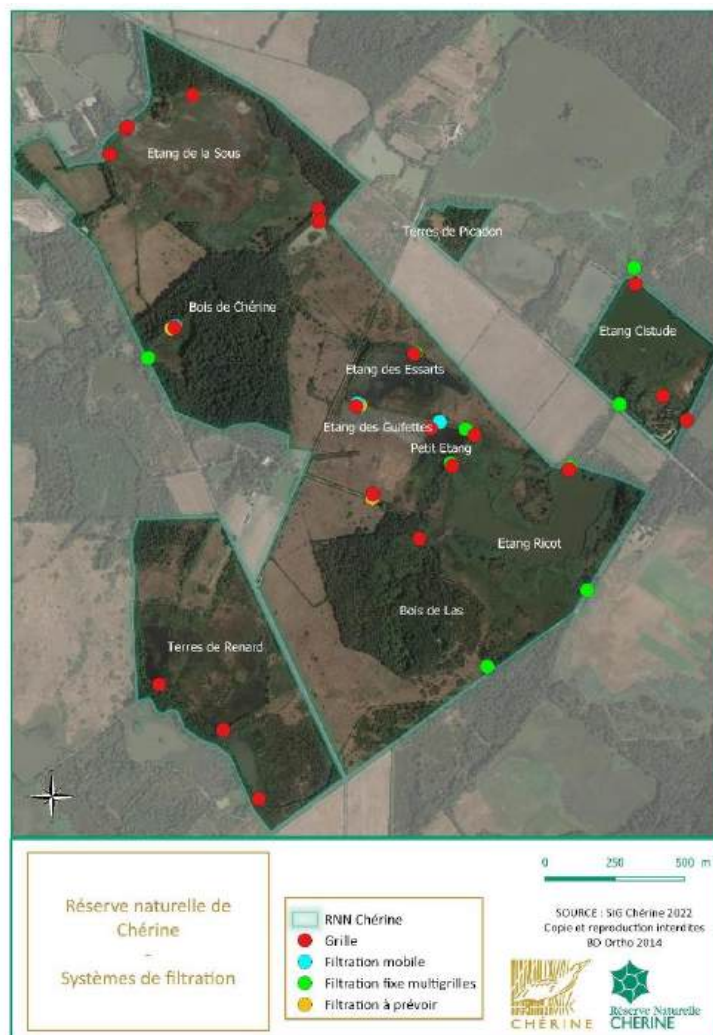 Etang de la Sous
Terres de Picadon
Bois de Chérine
Etang Cistude
Etang des Essarts
Etang des Guifettes
Petit Etang
Etang Ricot
Bois de Las
Terres de Renard
Réserve naturelle de
Chérine
-
Systèmes de filtration
RNN Chérine
Grille
Filtration mobile
Filtration fixe multigrilles
Filtration à prévoir
0 250 500 m
SOURCE : SIG Chérine 2022
Copie et reproduction interdites
BD Ortho 2014
CHÉRINE
Réserve Naturelle
CHÉRINE